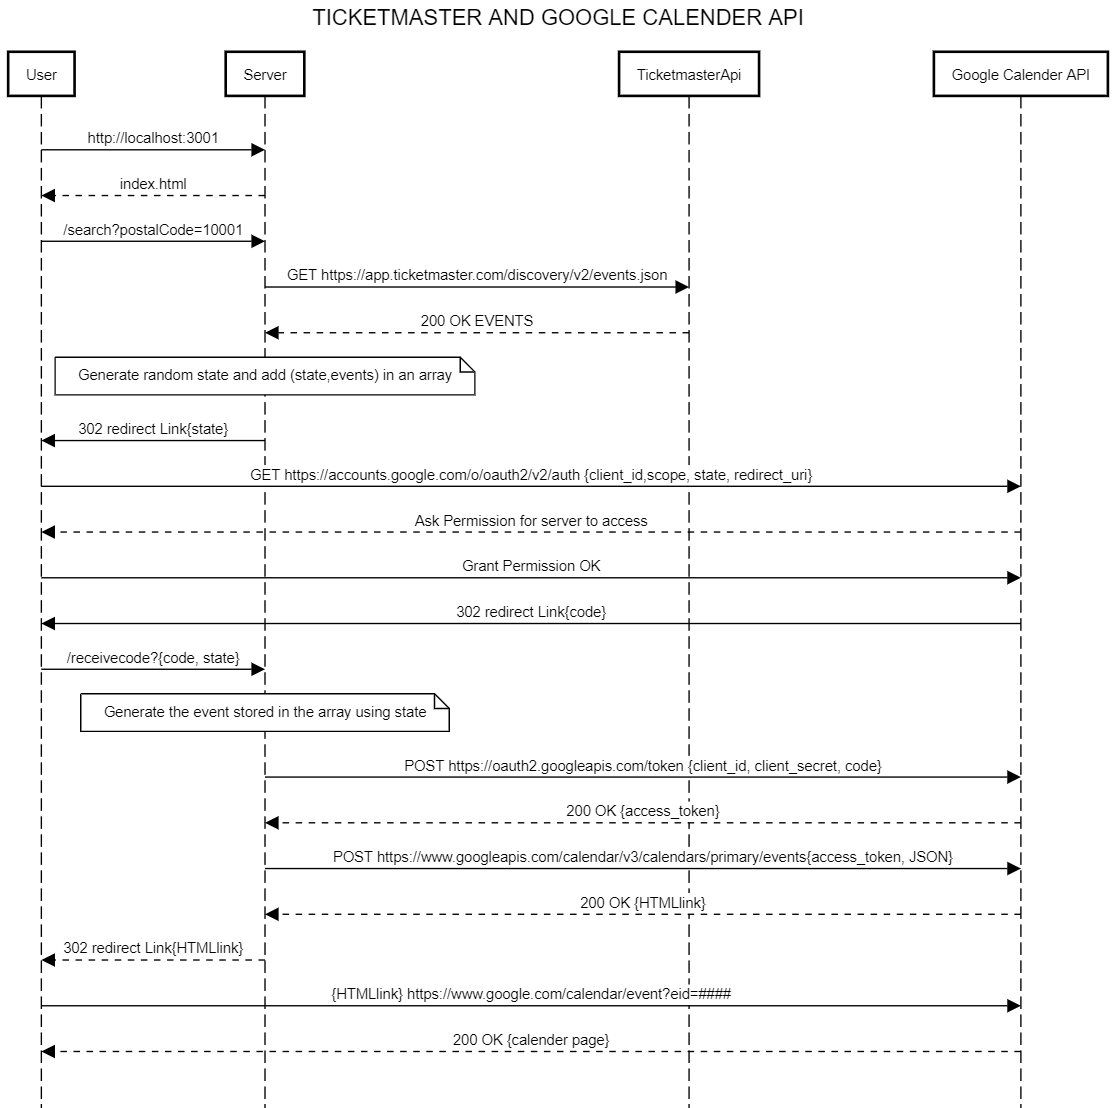 TICKETMASTER AND GOOGLE CALENDER API
User
Server
TicketmasterApi
Google Calender API
http://localhost:3001
index.html
/search?postalCode=10001
GET https://app.ticketmaster.com/discovery/v2/events.json
200 OK EVENTS
Generate random state and add (state,events) in an array
302 redirect Link{state}
GET https://accounts.google.com/o/oauth2/v2/auth {client_id,scope, state, redirect_uri}
Ask Permission for server to access
Grant Permission OK
302 redirect Link{code}
/receivecode?{code, state}
Generate the event stored in the array using state
POST https://oauth2.googleapis.com/token {client_id, client_secret, code}
200 OK {access_token}
POST https://www.googleapis.com/calendar/v3/calendars/primary/events{access_token, JSON}
200 OK {HTMllink}
302 redirect Link{HTMllink}
{HTMLlink} https://www.google.com/calendar/event?eid=####
200 OK {calender page}